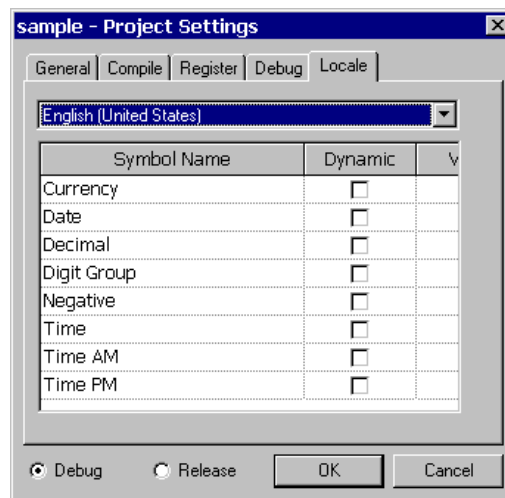 sample - Project Settings
General Compile Register Debug Locale
English (United States)
Symbol Name Dynamic
Currency
Date
Decimal
Digit Group
Negative
Time
Time AM
Time PM
Debug Release OK Cancel